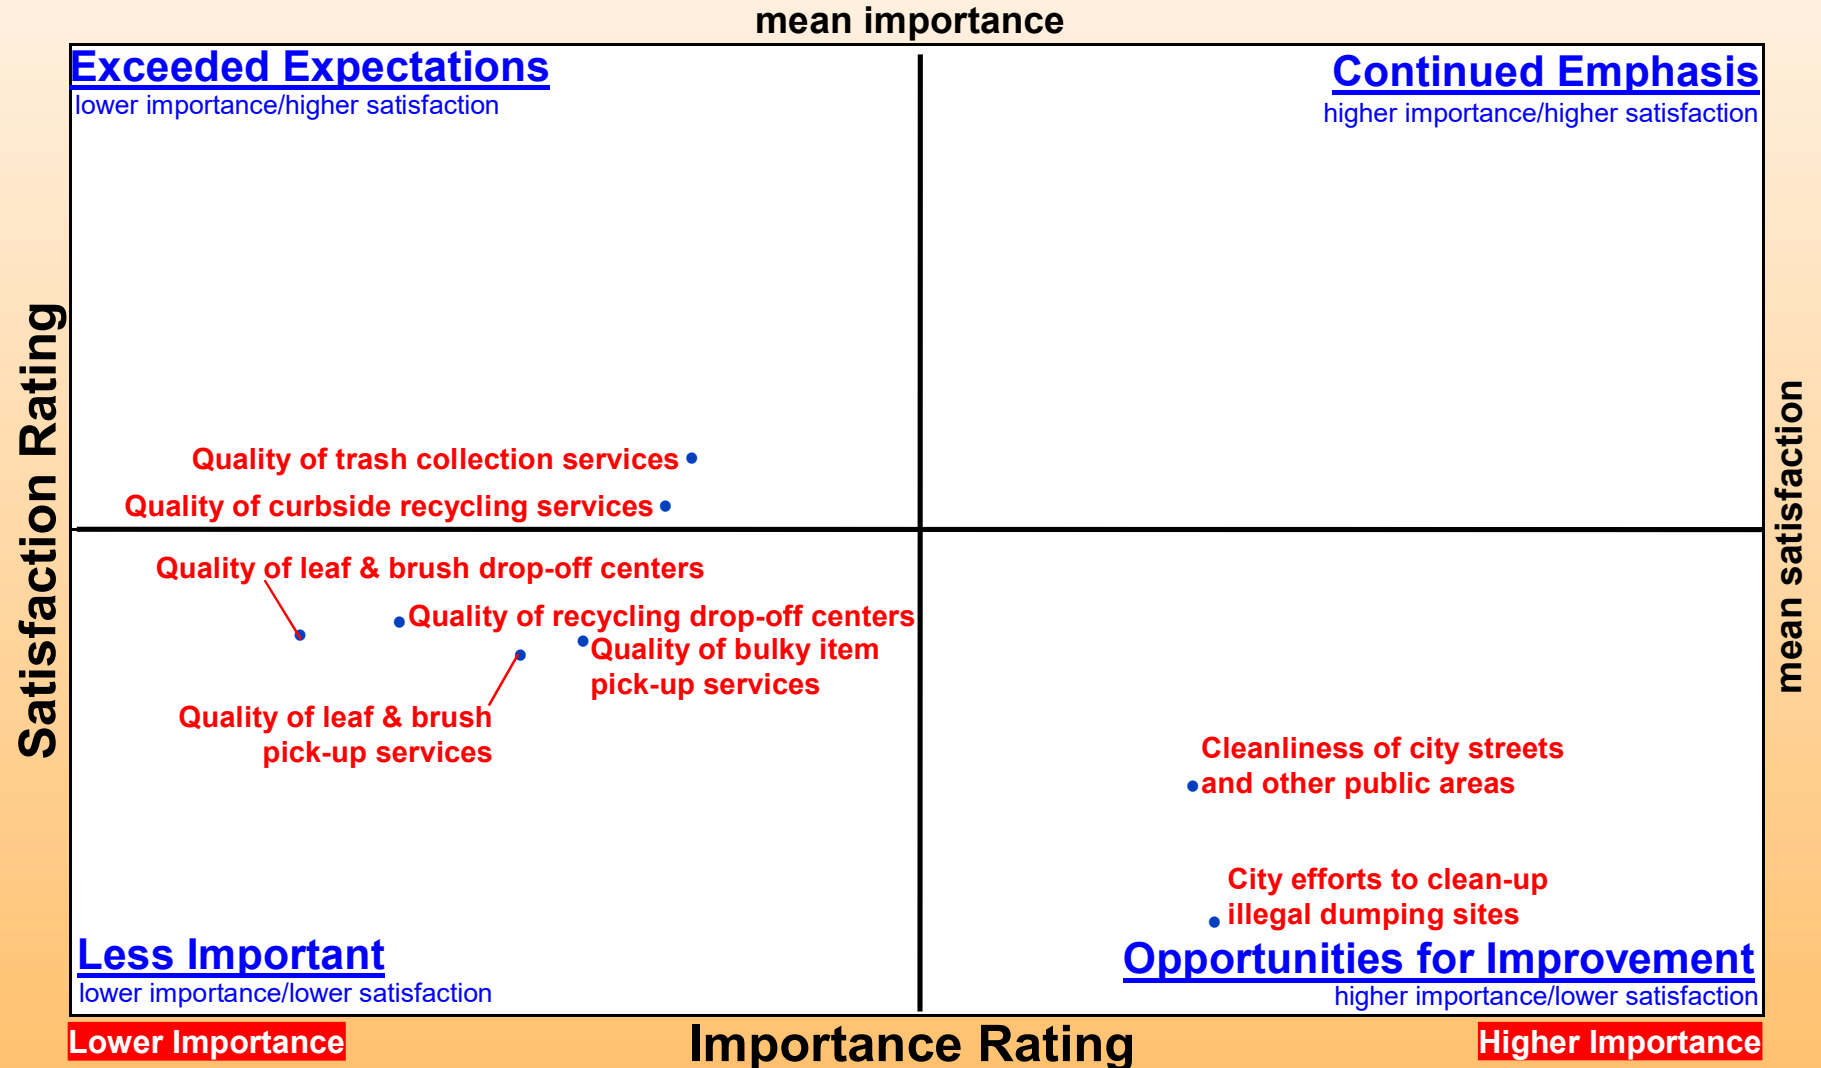 mean importance
Exceeded Expectations
lower importance/higher satisfaction
Continued Emphasis
higher importance/higher satisfaction
Satisfaction Rating
mean satisfaction
Quality of trash collection services
Quality of curbside recycling services
Quality of leaf & brush drop-off centers
Quality of recycling drop-off centers
Quality of bulky item
pick-up services
Quality of leaf & brush
pick-up services
Cleanliness of city streets
and other public areas
City efforts to clean-up
illegal dumping sites
Less Important
lower importance/lower satisfaction
Opportunities for Improvement
higher importance/lower satisfaction
Lower Importance
Importance Rating
Higher Importance